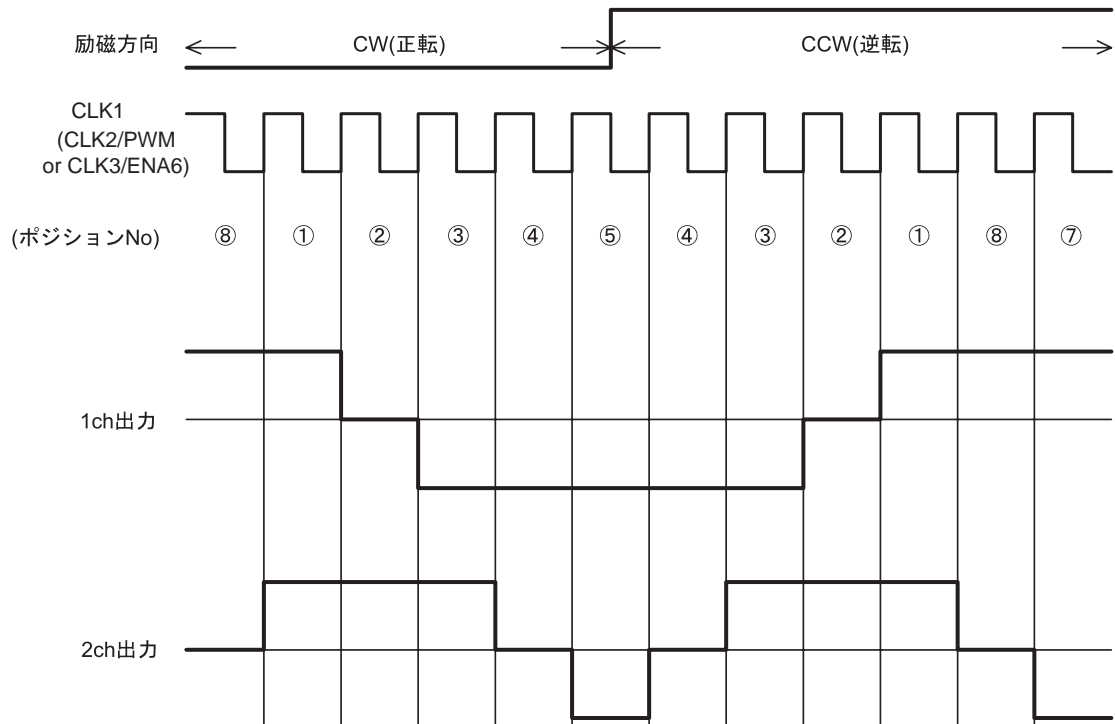 励磁方向 CW(正転) CCW(逆転)
CLK1
(CLK2/PWM
or CLK3/ENA6)
(ポジションNo) ⑧ ① ② ③ ④ ⑤ ④ ③ ② ① ⑧ ⑦
1ch出力
2ch出力